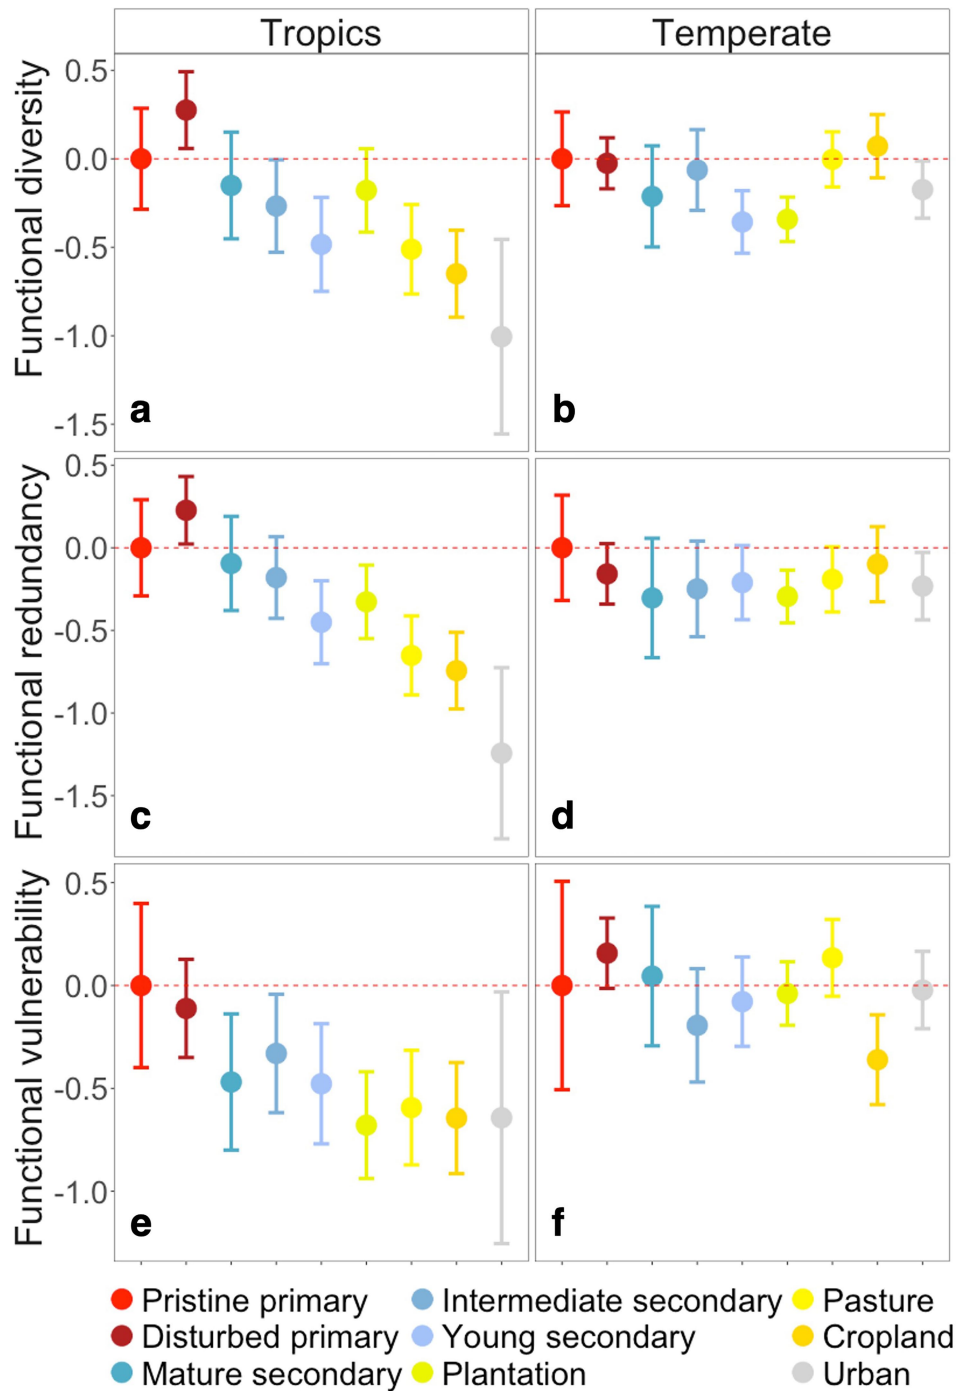 Tropics Temperate
Functional diversity
0.5
0.0
-0.5
-1.0
-1.5
a b
Functional redundancy
0.5
0.0
-0.5
-1.0
-1.5
c d
Functional vulnerability
0.5
0.0
-0.5
-1.0
e f
Pristine primary Intermediate secondary Pasture
Disturbed primary Young secondary Cropland
Mature secondary Plantation Urban